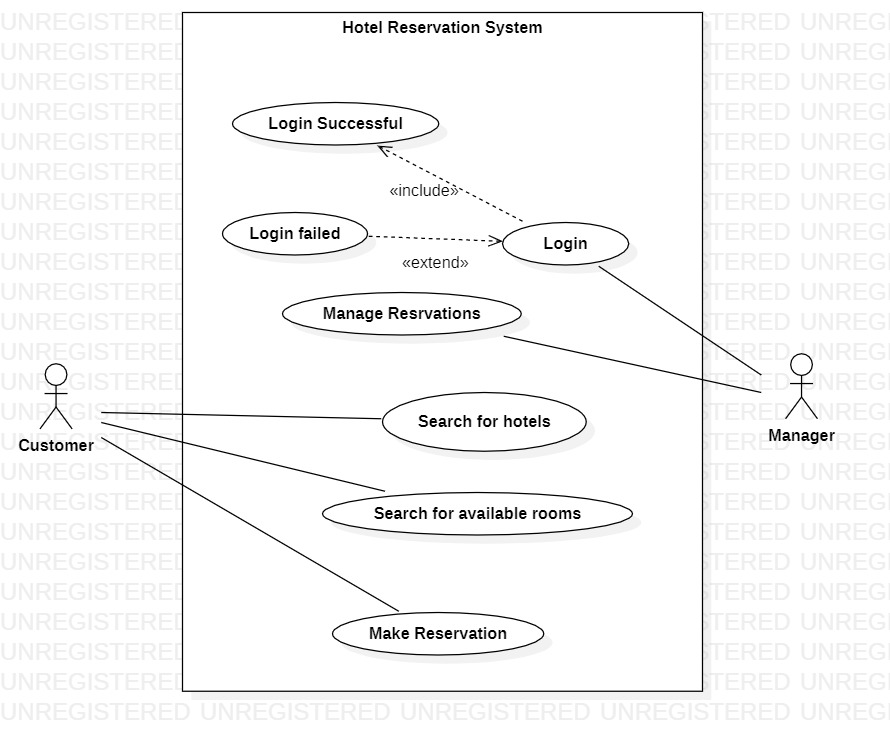 Hotel Reservation System
Login Successful
«include»
Login failed
Login
«extend»
Manage Resrvations
Search for hotels
Customer
Manager
Search for available rooms
Make Reservation
UNREGISTERED UNREGISTERED UNREGISTERED UNREGISTERED UNREGISTERED